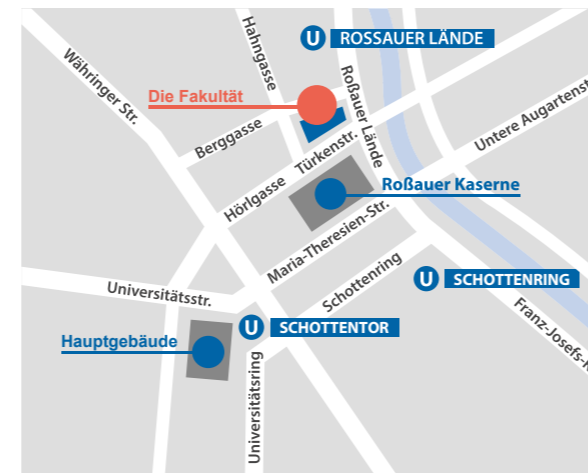 Hahngasse
U ROSSAUER LÄNDE
Währinger Str.
Die Fakultät
Roßauer Lände
Berggasse
Türkenstr.
Untere Augartenst
Hörlgasse
Roßauer Kaserne
Maria-Theresien-Str.
Universitätsstr.
Schottenring
U SCHOTTENRING
Franz-Josefs-
U SCHOTTENTOR
Hauptgebäude
Universitätsring